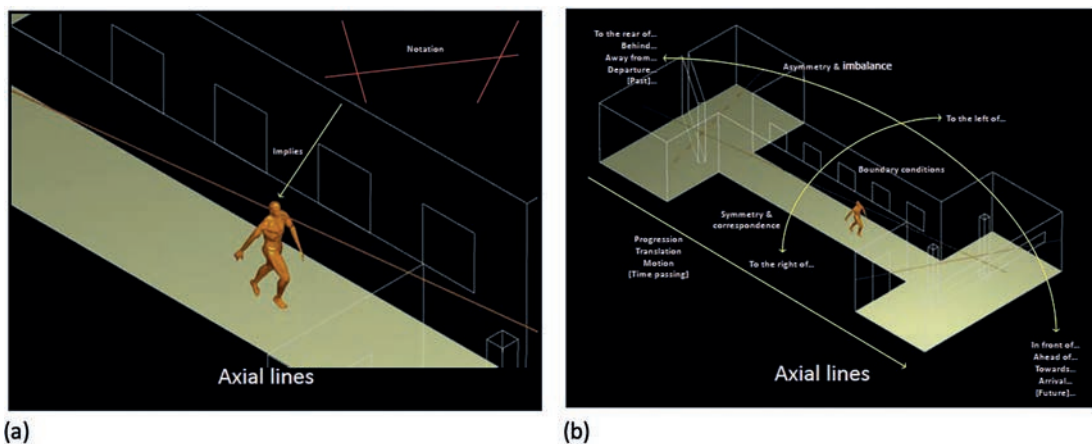 Notation
Implies
Axial lines
(a)
To the rear of...
Behind...
Away from...
Departure...
[Past]...
Asymmetry & imbalance
To the left of...
Boundary conditions
Symmetry &
correspondence
Progression
Translation
Motion
[Time passing]
To the right of...
In front of...
Ahead of...
Towards...
Arrival...
[Future]...
Axial lines
(b)